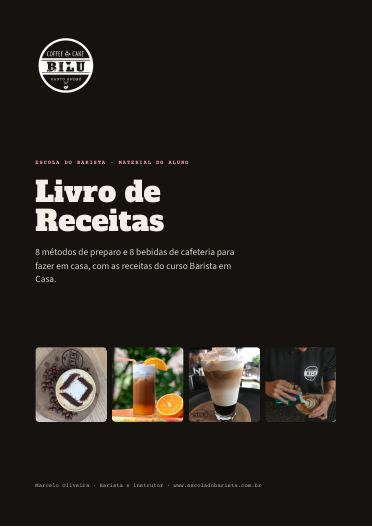 COFFEE & CAKE
BILU
SANTO ANDRÉ
ESCOLA DO BARISTA · MATERIAL DO ALUNO
Livro de
Receitas
8 métodos de preparo e 8 bebidas de cafeteria para
fazer em casa, com as receitas do curso Barista em
Casa.
Marcelo Oliveira · Barista e instrutor · www.escoladobarista.com